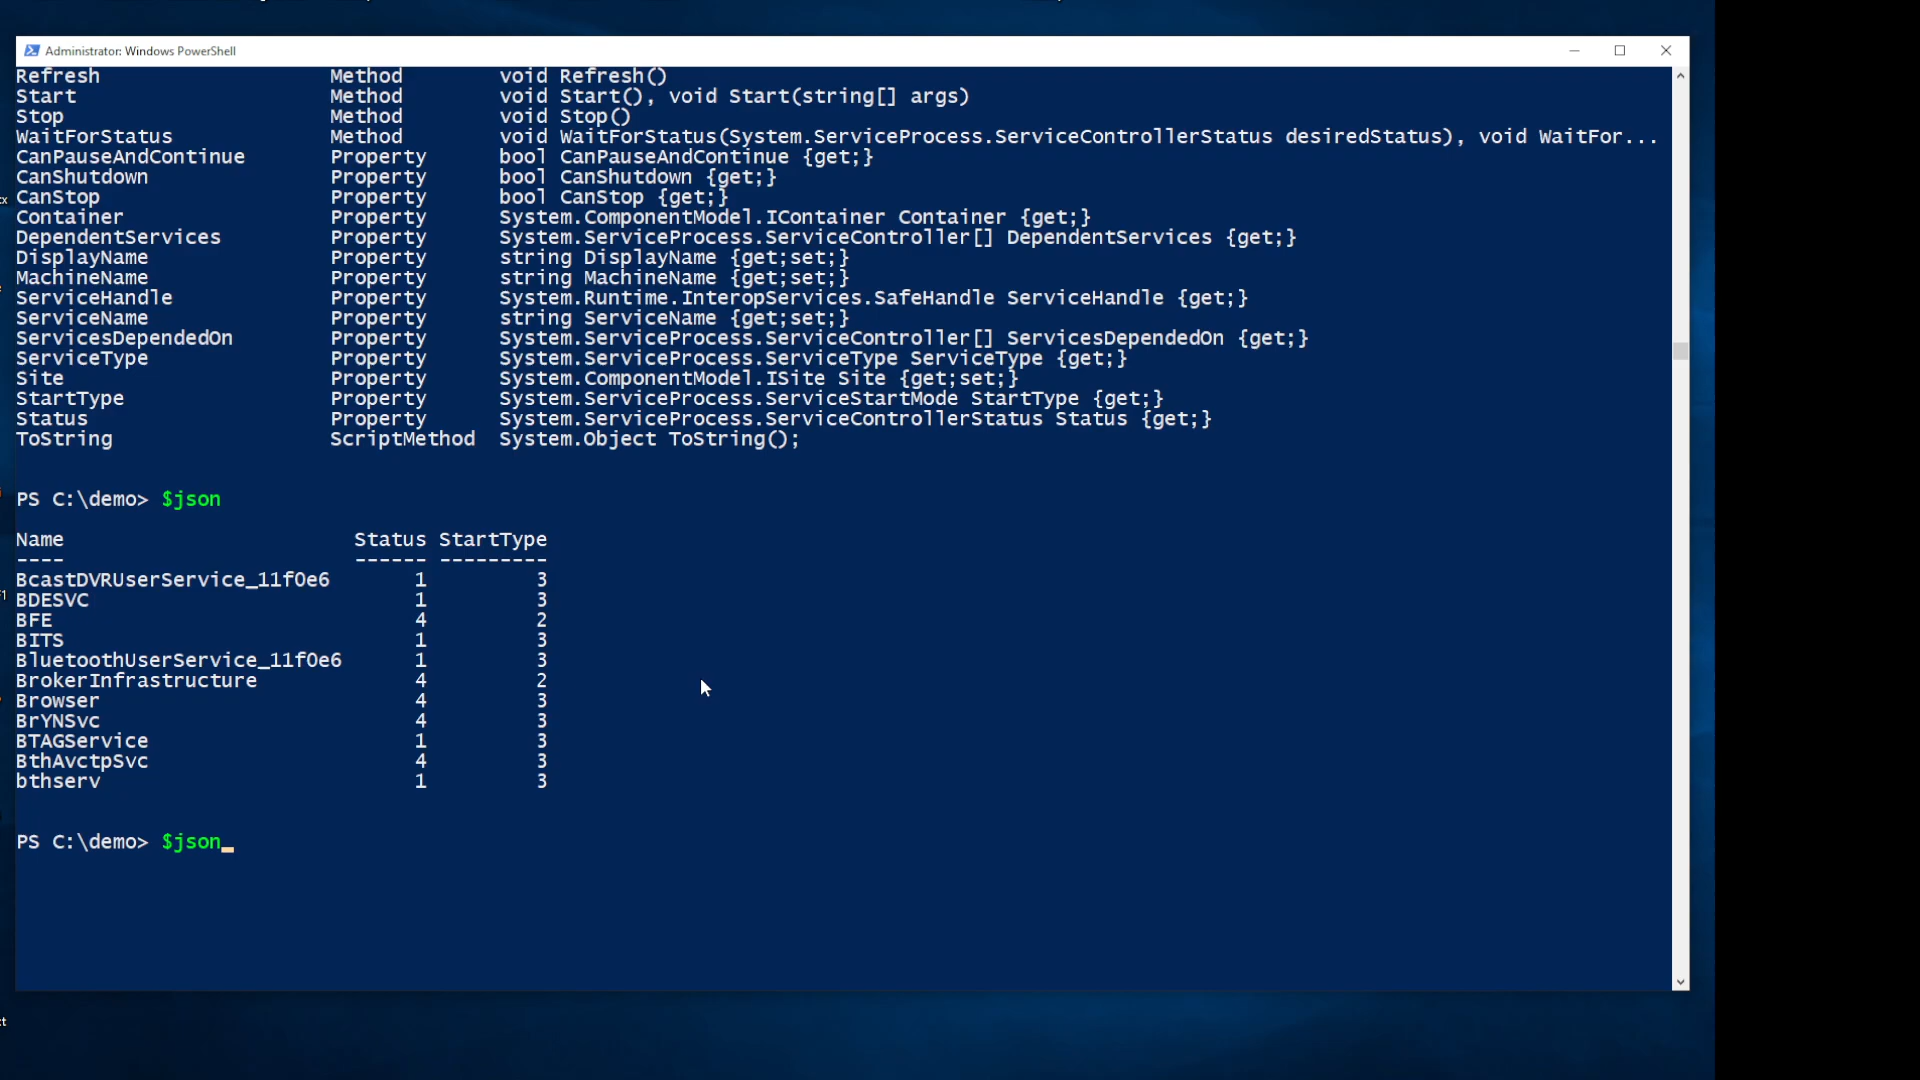 Administrator: Windows PowerShell
Refresh Method void Refresh()
Start Method void Start(), void Start(string[] args)
Stop Method void Stop()
WaitForStatus Method void WaitForStatus(System.ServiceProcess.ServiceControllerStatus desiredStatus), void WaitFor...
CanPauseAndContinue Property bool CanPauseAndContinue {get;}
CanShutdown Property bool CanShutdown {get;}
CanStop Property bool CanStop {get;}
Container Property System.ComponentModel.IContainer Container {get;}
DependentServices Property System.ServiceProcess.ServiceController[] DependentServices {get;}
DisplayName Property string DisplayName {get;set;}
MachineName Property string MachineName {get;set;}
ServiceHandle Property System.Runtime.InteropServices.SafeHandle ServiceHandle {get;}
ServiceName Property string ServiceName {get;set;}
ServicesDependedOn Property System.ServiceProcess.ServiceController[] ServicesDependedOn {get;}
ServiceType Property System.ServiceProcess.ServiceType ServiceType {get;}
Site Property System.ComponentModel.ISite Site {get;set;}
StartType Property System.ServiceProcess.ServiceStartMode StartType {get;}
Status Property System.ServiceProcess.ServiceControllerStatus Status {get;}
ToString ScriptMethod System.Object ToString();
PS C:\demo> $json
Name Status StartType
---- ------ ---------
BcastDVRUserService_11f0e6 1 3
BDESVC 1 3
BFE 4 2
BITS 1 3
BluetoothUserService_11f0e6 1 3
BrokerInfrastructure 4 2
Browser 4 3
BrYNSvc 4 3
BTAGService 1 3
BthAvctpSvc 4 3
bthserv 1 3
PS C:\demo> $json_